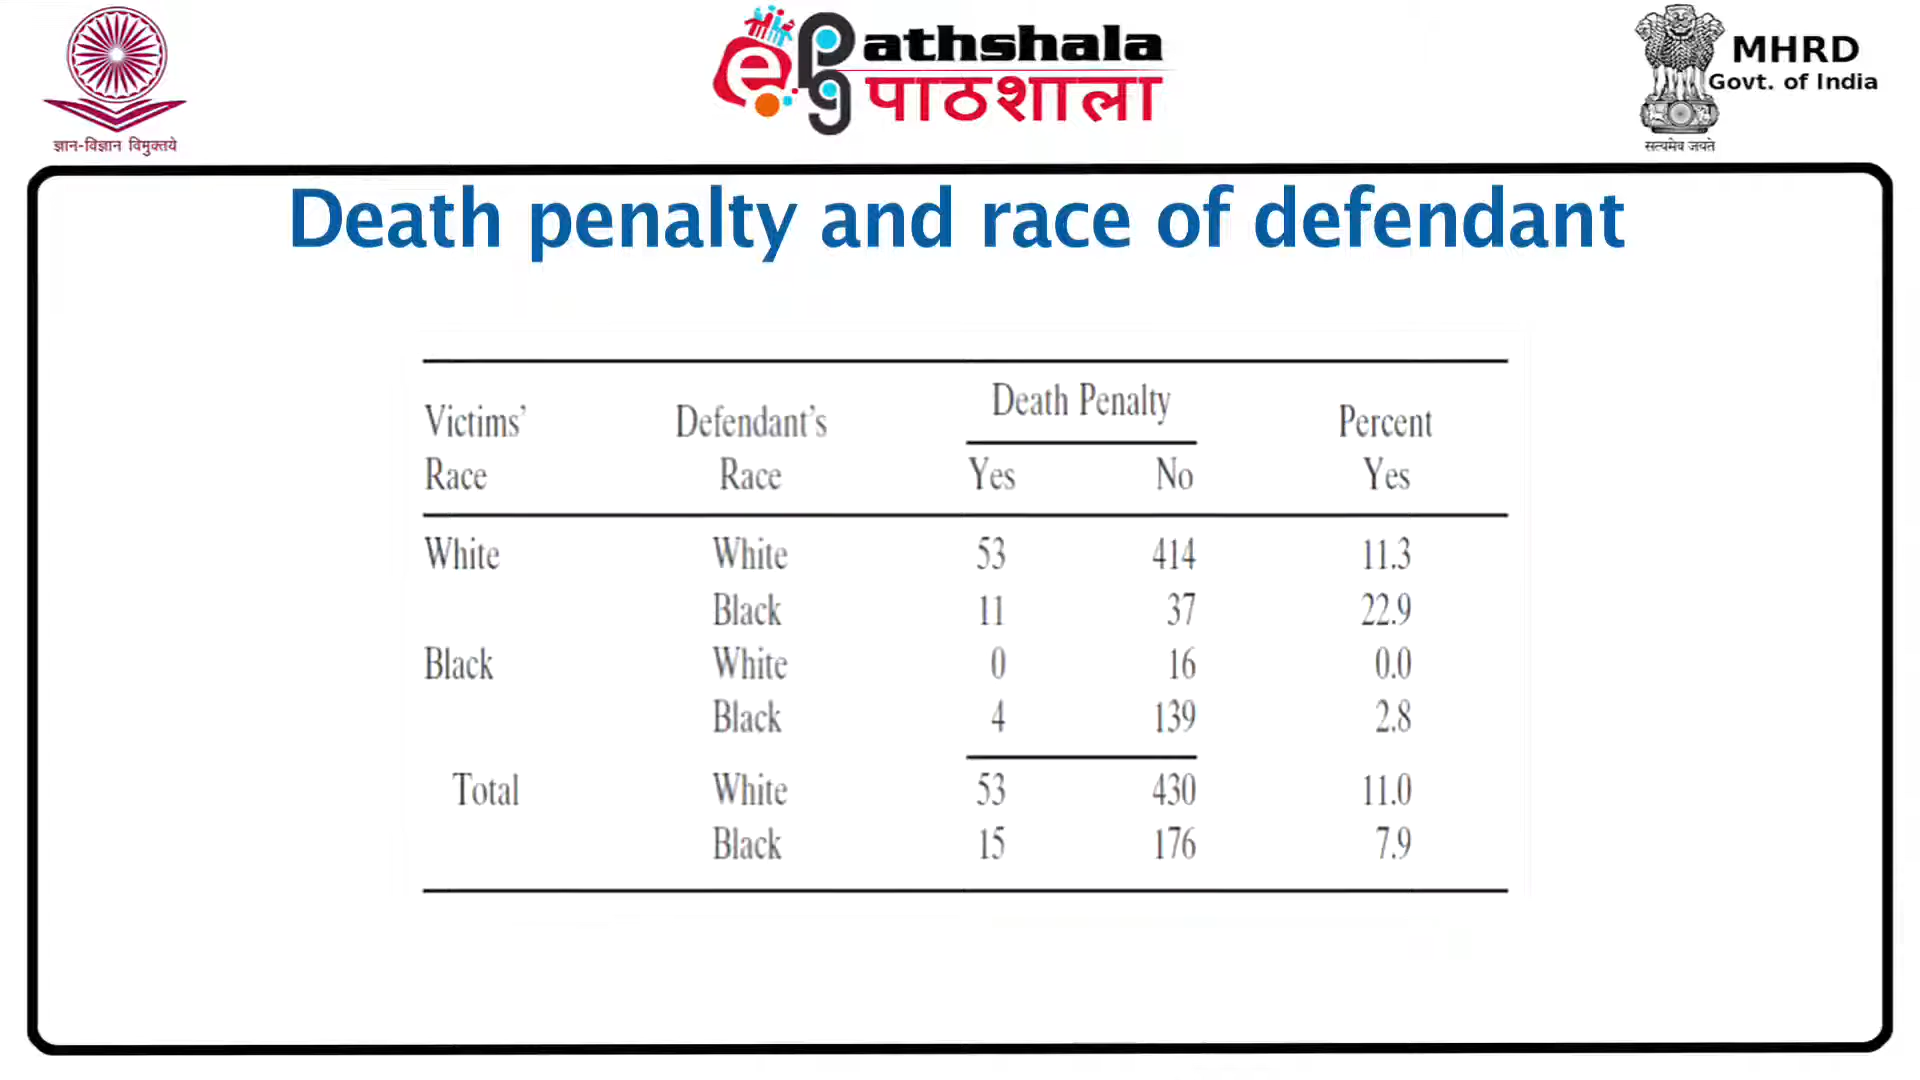 ePG athshala
पाठशाला
MHRD
Govt. of India
ज्ञान-विज्ञान विमुक्तये
सत्यमेव जयते
Death penalty and race of defendant
Death Penalty
Victims' Defendant's Percent
Race Race Yes No Yes
White White 53 414 11.3
Black 11 37 22.9
Black White 0 16 0.0
Black 4 139 2.8
Total White 53 430 11.0
Black 15 176 7.9